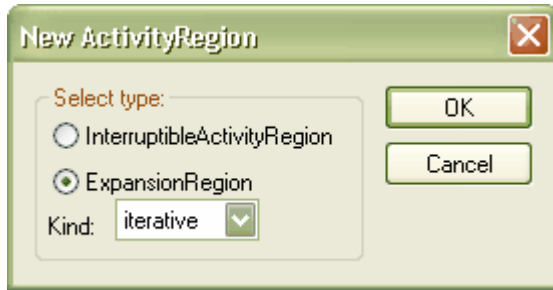 New ActivityRegion
Select type:
InterruptibleActivityRegion
ExpansionRegion
Kind: iterative
OK
Cancel